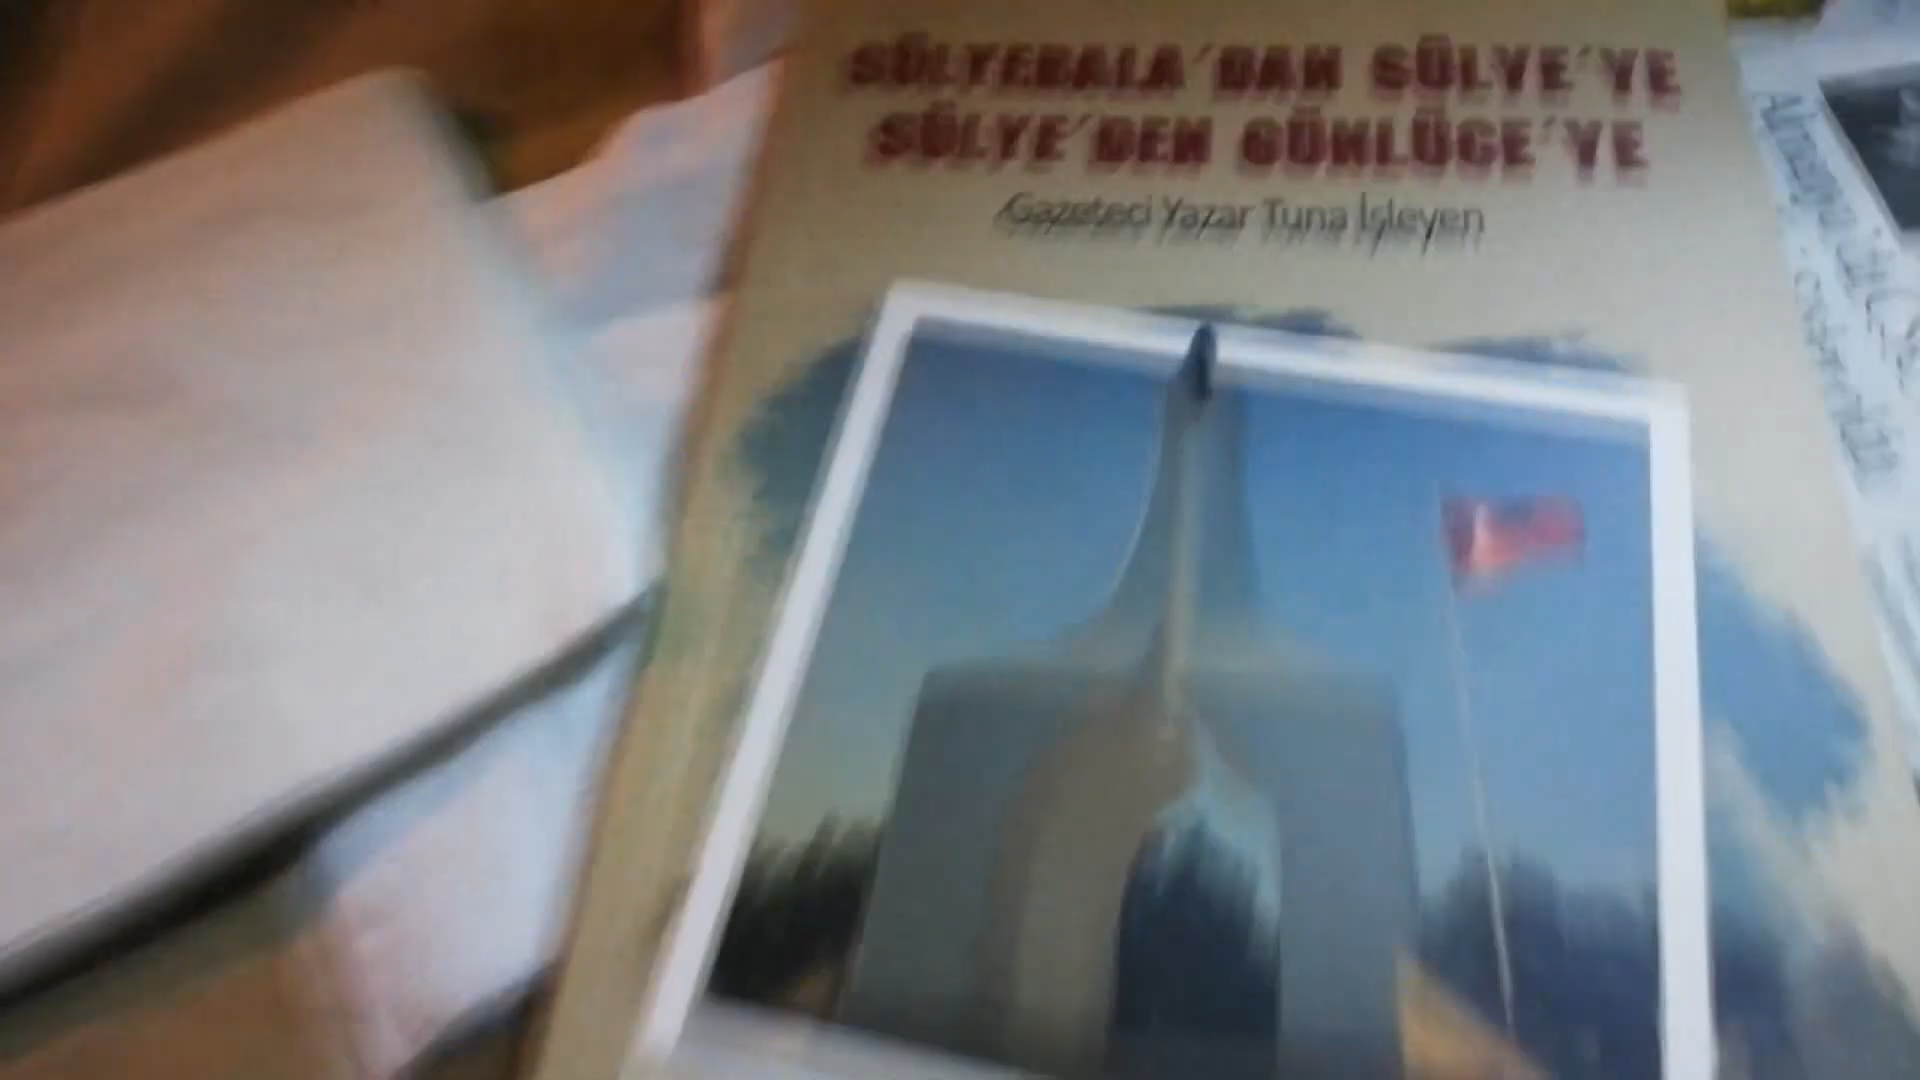 SÜLYEBALA'DAN SÜLYE'YE
SÜLYE'DEN GÜNLÜCE'YE
Gazeteci Yazar Tuna İşleyen